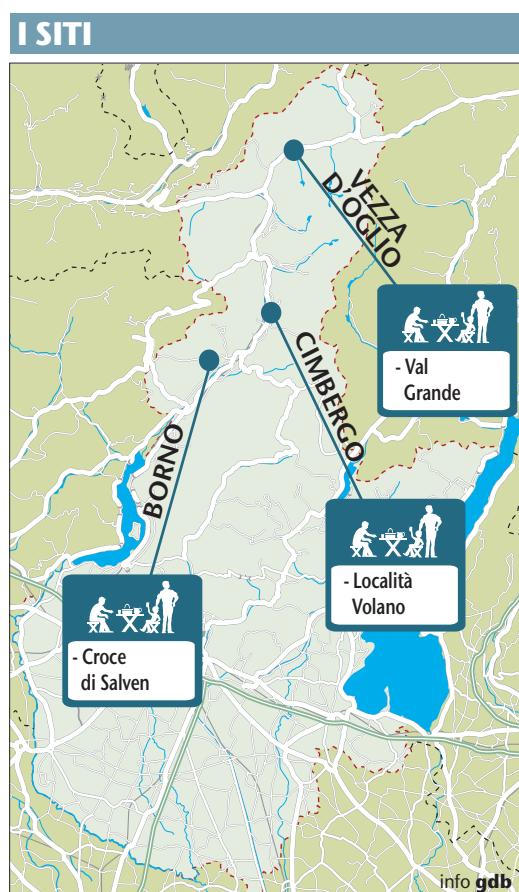 I SITI
VEZZA
D'OGLIO
- Val
Grande
CIMBERGO
- Località
Volano
BORNO
- Croce
di Salven
info gdb